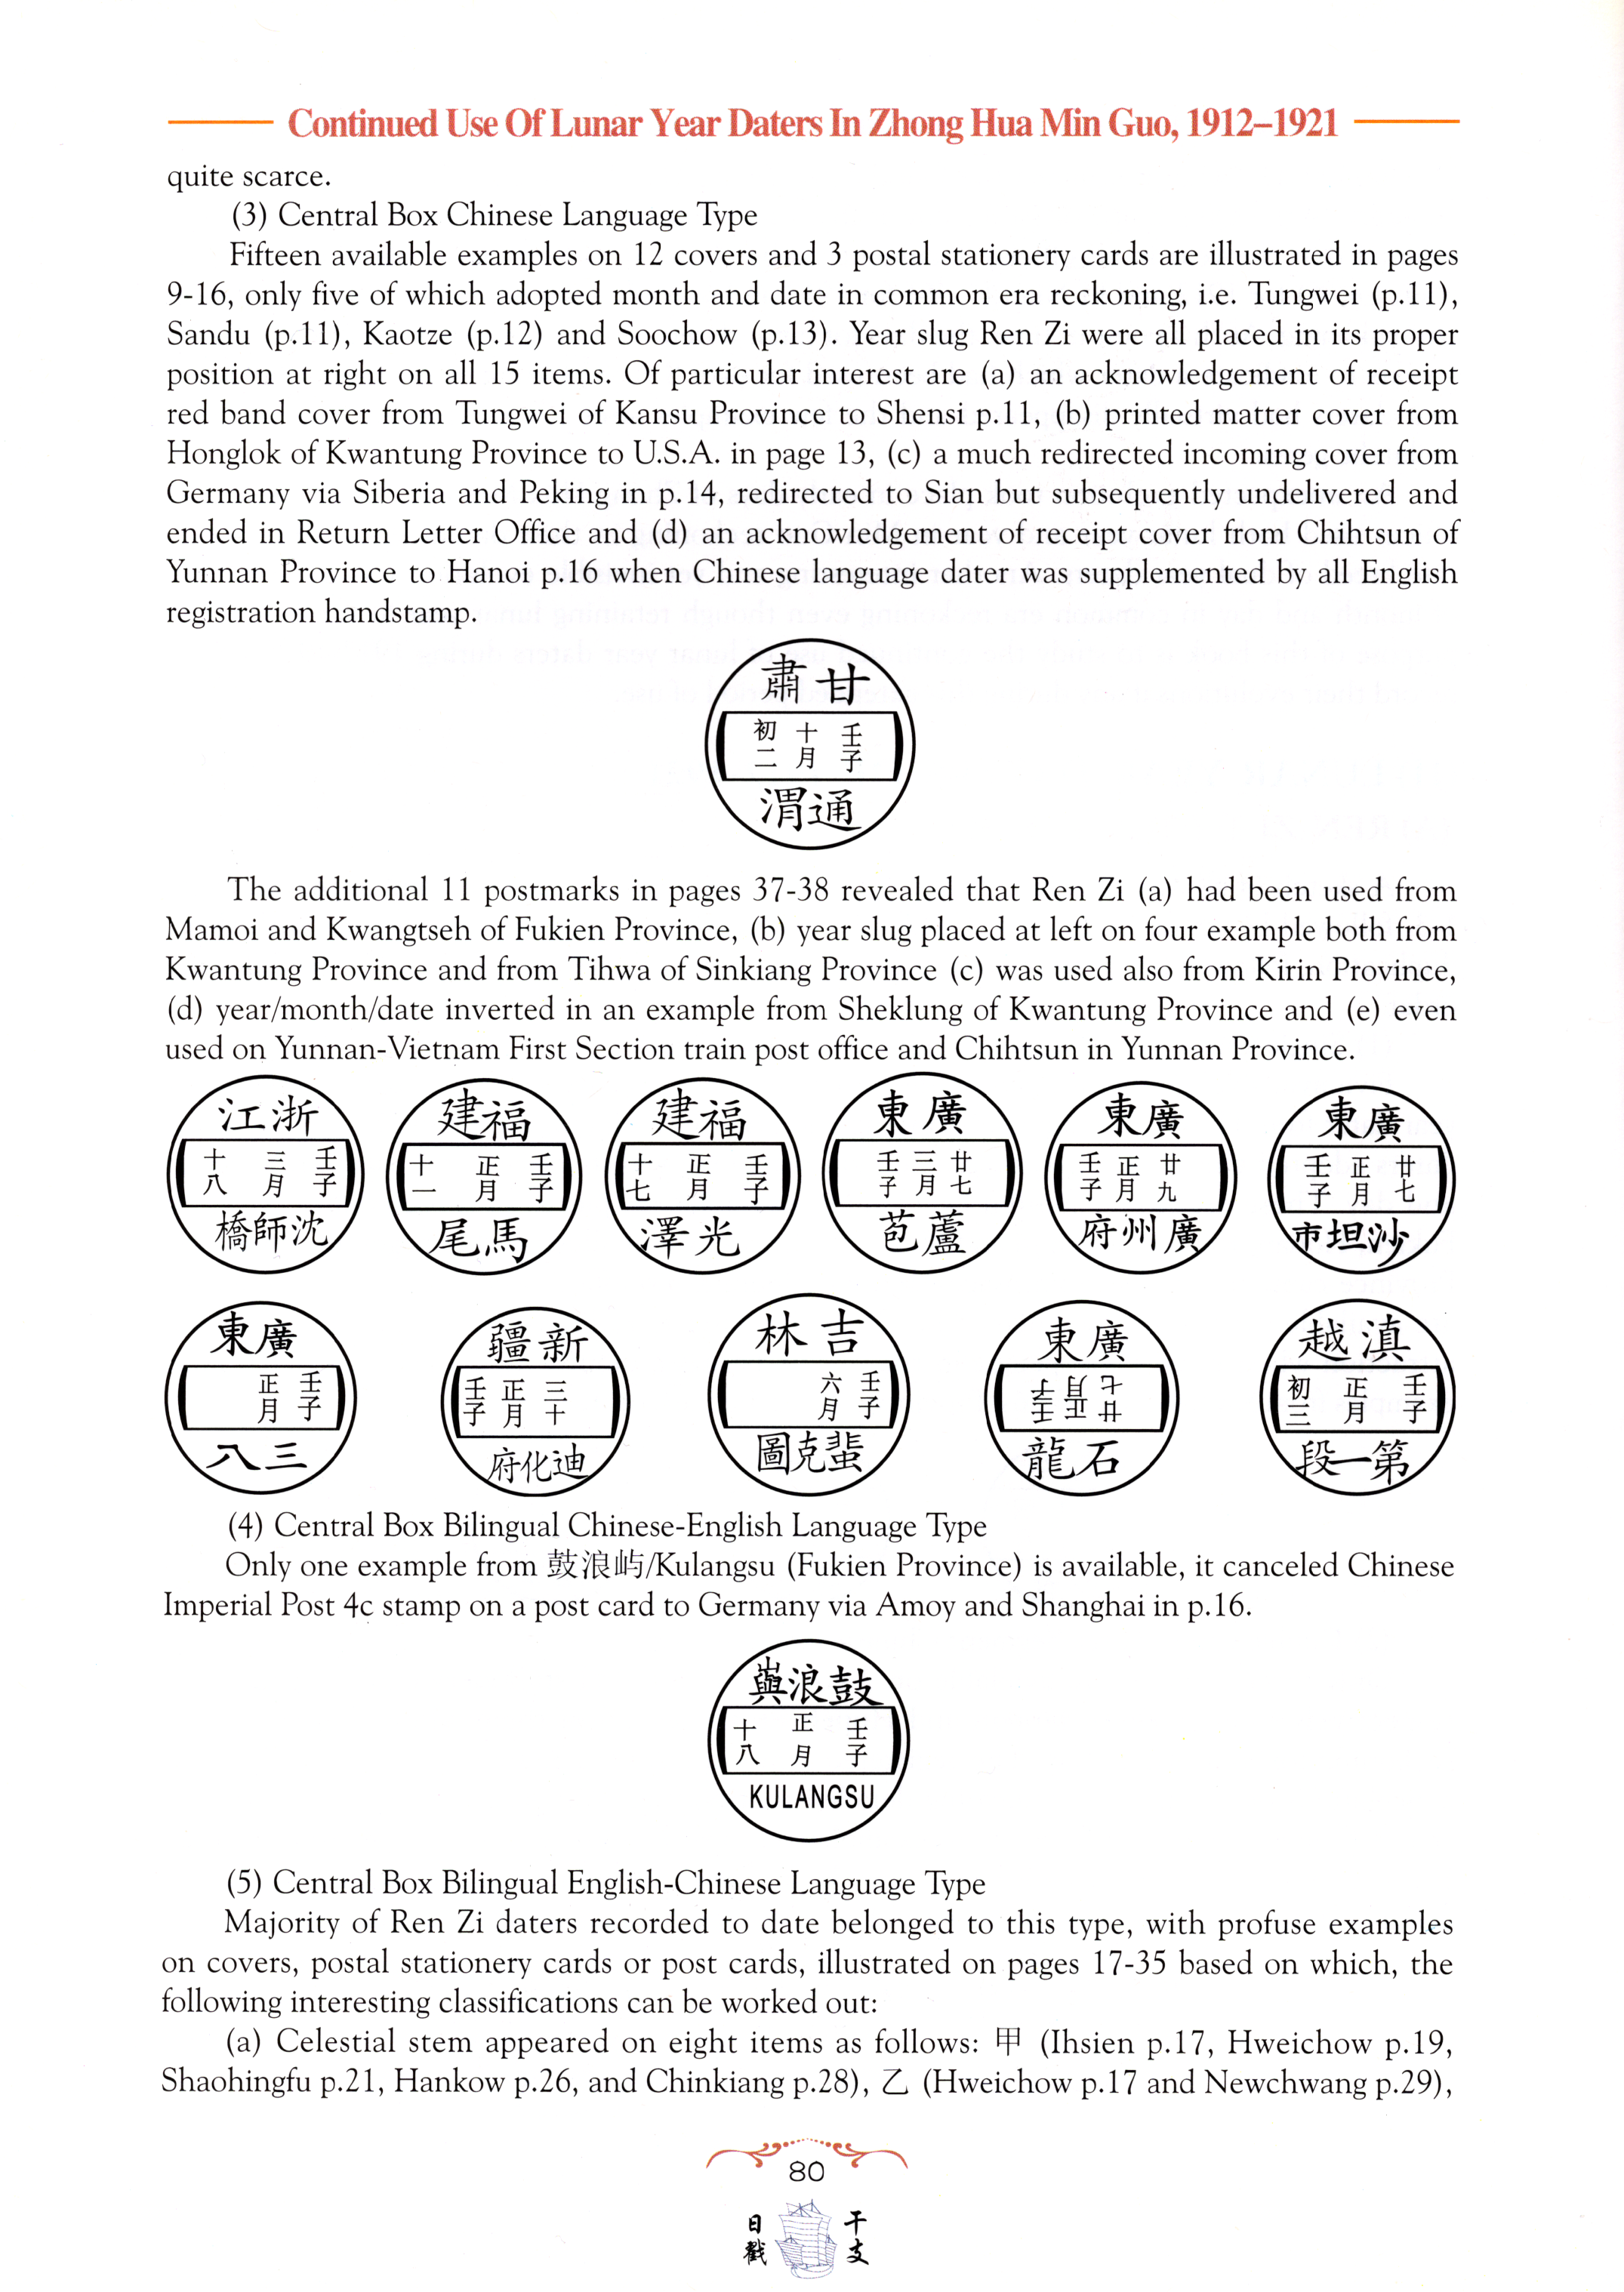 Continued Use Of Lunar Year Daters In Zhong Hua Min Guo, 1912–1921
quite scarce.
(3) Central Box Chinese Language Type
Fifteen available examples on 12 covers and 3 postal stationery cards are illustrated in pages
9-16, only five of which adopted month and date in common era reckoning, i.e. Tungwei (p.11),
Sandu (p.11), Kaotze (p.12) and Soochow (p.13). Year slug Ren Zi were all placed in its proper
position at right on all 15 items. Of particular interest are (a) an acknowledgement of receipt
red band cover from Tungwei of Kansu Province to Shensi p.11, (b) printed matter cover from
Honglok of Kwantung Province to U.S.A. in page 13, (c) a much redirected incoming cover from
Germany via Siberia and Peking in p.14, redirected to Sian but subsequently undelivered and
ended in Return Letter Office and (d) an acknowledgement of receipt cover from Chihtsun of
Yunnan Province to Hanoi p.16 when Chinese language dater was supplemented by all English
registration handstamp.
甘肅
壬子 十月 初二
通渭
The additional 11 postmarks in pages 37-38 revealed that Ren Zi (a) had been used from
Mamoi and Kwangtseh of Fukien Province, (b) year slug placed at left on four example both from
Kwantung Province and from Tihwa of Sinkiang Province (c) was used also from Kirin Province,
(d) year/month/date inverted in an example from Sheklung of Kwantung Province and (e) even
used on Yunnan-Vietnam First Section train post office and Chihtsun in Yunnan Province.
浙江
壬子 三月 十八
沈師橋
福建
壬子 正月 十一
馬尾
福建
壬子 正月 十七
光澤
廣東
廿七 三月 壬子
蘆苞
廣東
廿九 正月 壬子
廣州府
廣東
廿七 正月 壬子
沙坦市
廣東
壬子 正月
三八
新疆
三十 正月 壬子
迪化府
吉林
壬子 六月
蜚克圖
廣東
壬子 正月 廿七
石龍
滇越
壬子 正月 初三
第一段
(4) Central Box Bilingual Chinese-English Language Type
Only one example from 鼓浪屿/Kulangsu (Fukien Province) is available, it canceled Chinese
Imperial Post 4c stamp on a post card to Germany via Amoy and Shanghai in p.16.
鼓浪嶼
壬子 正月 十八
KULANGSU
(5) Central Box Bilingual English-Chinese Language Type
Majority of Ren Zi daters recorded to date belonged to this type, with profuse examples
on covers, postal stationery cards or post cards, illustrated on pages 17-35 based on which, the
following interesting classifications can be worked out:
(a) Celestial stem appeared on eight items as follows: 甲 (Ihsien p.17, Hweichow p.19,
Shaohingfu p.21, Hankow p.26, and Chinkiang p.28), 乙 (Hweichow p.17 and Newchwang p.29),
80
干支
日戳